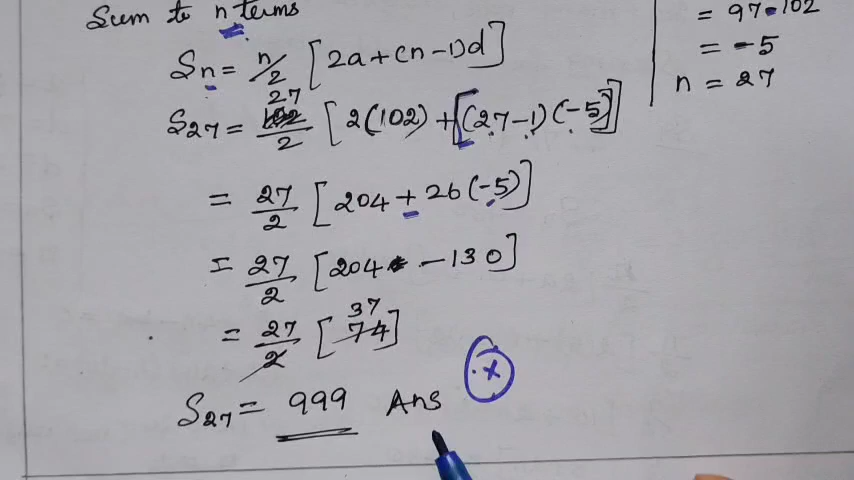 Sum to n terms
Sn = n/2 [2a + (n-1)d]
S27 = 27/2 [2(102) + [(27-1)(-5)]]
= 27/2 [204 + 26(-5)]
= 27/2 [204 - 130]
= 27/2 [74] 37
S27 = 999 Ans
x
= 97-102
= -5
n = 27